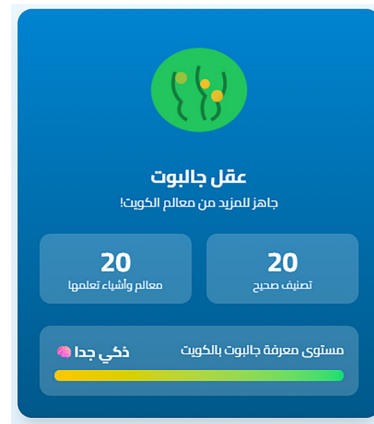 عقل جالبوت
جاهز للمزيد من معالم الكويت!
20
تصنيف صحيح
20
معالم وأشياء تعلمها
مستوى معرفة جالبوت بالكويت
ذكي جدا 🧠